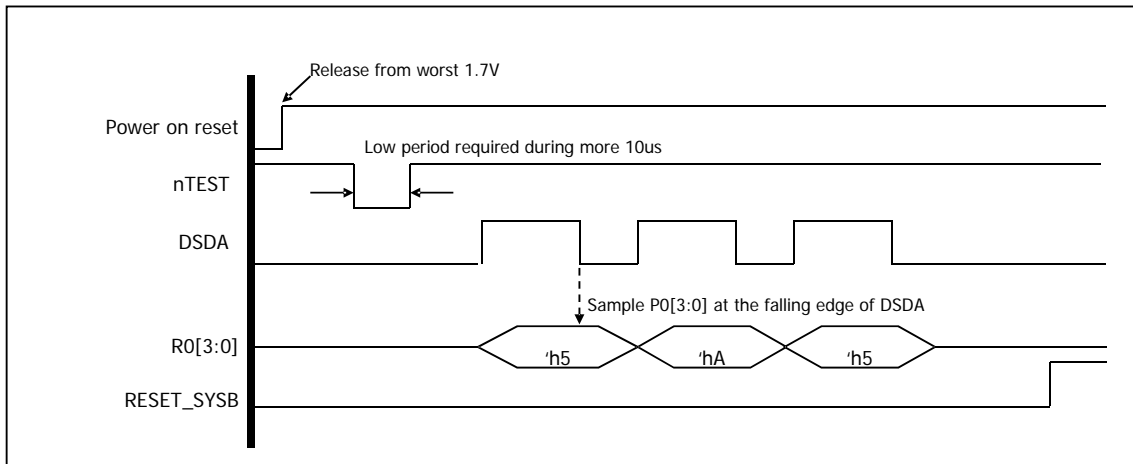 Release from worst 1.7V
Power on reset
Low period required during more 10us
nTEST
DSDA
Sample P0[3:0] at the falling edge of DSDA
R0[3:0]
‘h5
‘hA
‘h5
RESET_SYSB